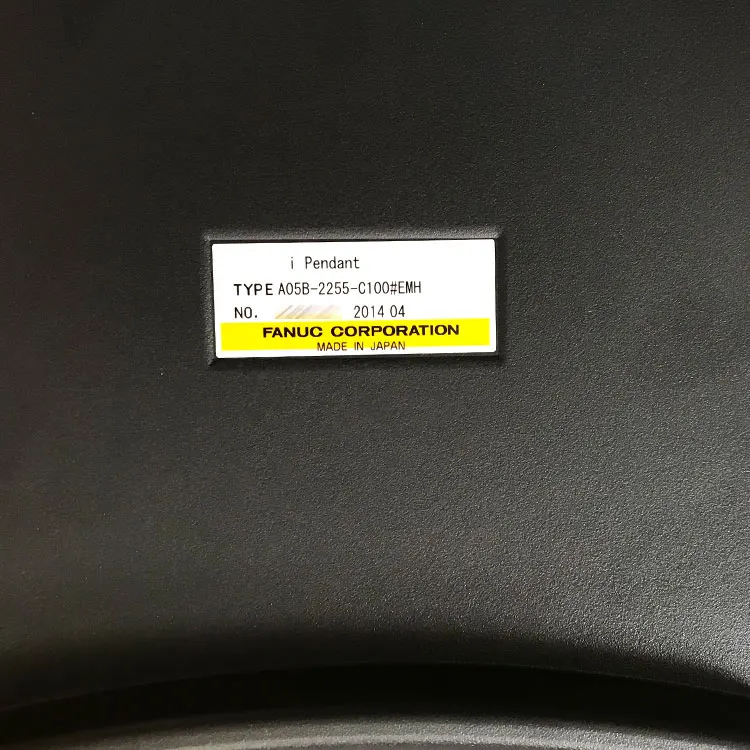 i Pendant
TYPE A05B-2255-C100#EMH
NO. 2014 04
FANUC CORPORATION
MADE IN JAPAN